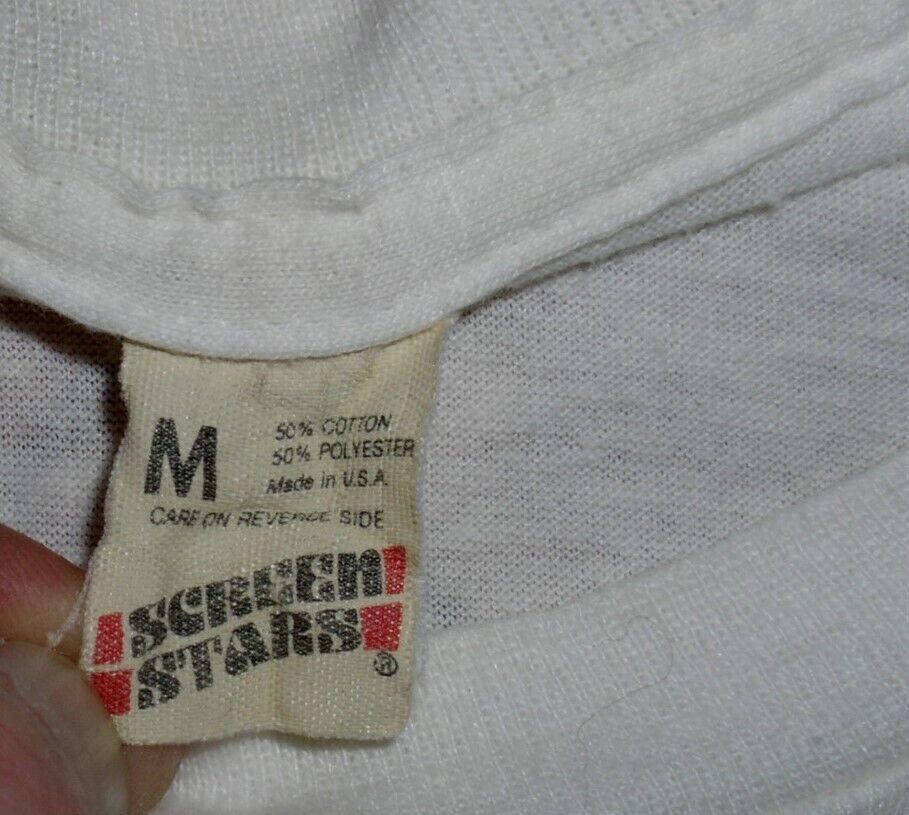 M
50% COTTON
50% POLYESTER
Made in U.S.A.
CARE ON REVERSE SIDE
SCREEN
STARS
®